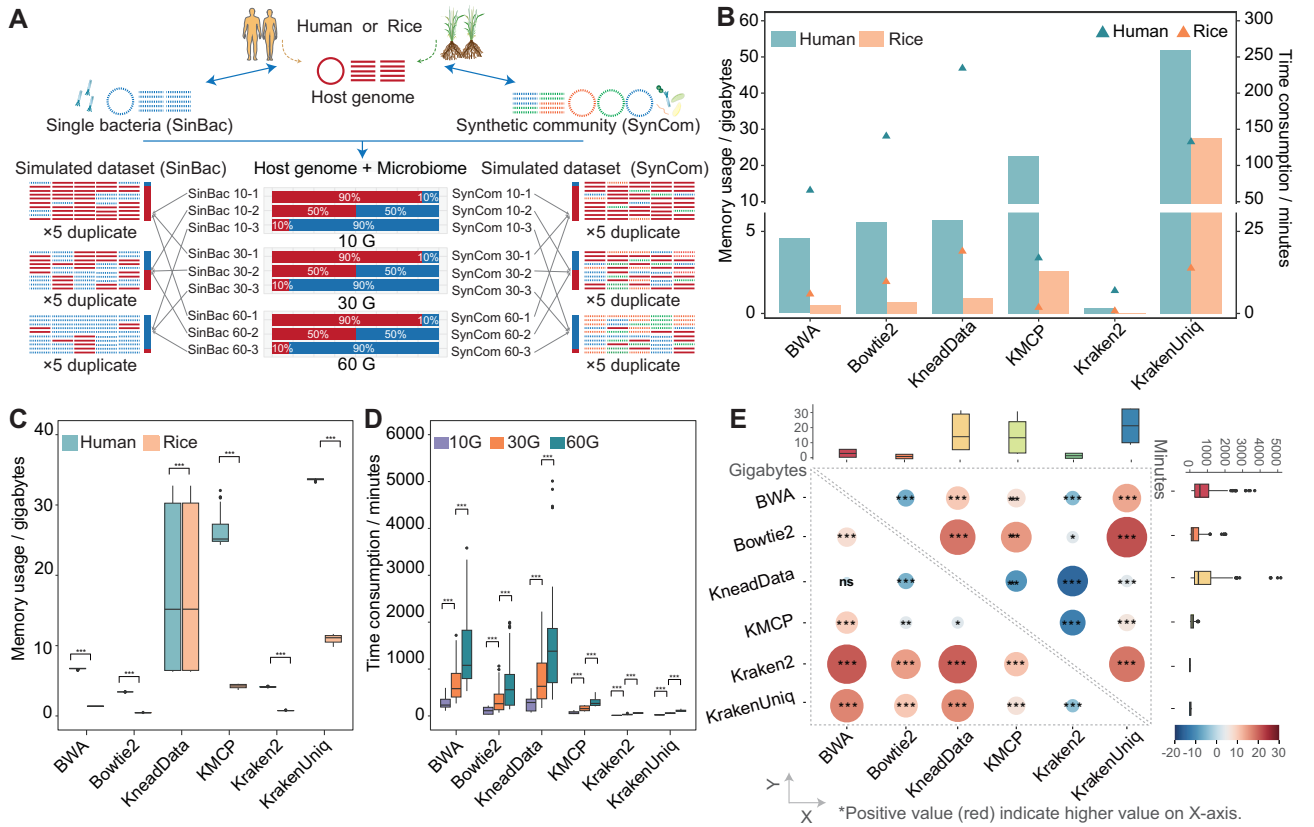 A
Human or Rice
Host genome
Single bacteria (SinBac)
Synthetic community (SynCom)
Simulated dataset (SinBac)
Host genome + Microbiome
Simulated dataset (SynCom)
SinBac 10-1
90%
10%
SynCom 10-1
SinBac 10-2
50%
50%
SynCom 10-2
SinBac 10-3
10%
90%
SynCom 10-3
×5 duplicate
10 G
×5 duplicate
SinBac 30-1
90%
10%
SynCom 30-1
SinBac 30-2
50%
50%
SynCom 30-2
SinBac 30-3
10%
90%
SynCom 30-3
×5 duplicate
30 G
×5 duplicate
SinBac 60-1
90%
10%
SynCom 60-1
SinBac 60-2
50%
50%
SynCom 60-2
SinBac 60-3
10%
90%
SynCom 60-3
×5 duplicate
60 G
×5 duplicate
B
Memory usage / gigabytes
60
50
40
30
20
10
5
0
Human
Rice
Human
Rice
300
250
200
150
100
50
25
0
Time consumption / minutes
BWA
Bowtie2
KneadData
KMCP
Kraken2
KrakenUniq
C
Memory usage / gigabytes
40
30
20
10
0
Human
Rice
***
***
***
***
***
***
BWA
Bowtie2
KneadData
KMCP
Kraken2
KrakenUniq
D
Time consumption / minutes
6000
5000
4000
3000
2000
1000
0
10G
30G
60G
***
***
***
***
***
***
***
***
***
***
***
***
BWA
Bowtie2
KneadData
KMCP
Kraken2
KrakenUniq
E
30
20
10
0
Gigabytes
Minutes
0
1000
2000
3000
4000
5000
BWA
***
***
***
***
***
Bowtie2
***
***
***
*
***
KneadData
ns
***
***
***
***
KMCP
***
**
*
***
***
Kraken2
***
***
***
***
***
KrakenUniq
***
***
***
***
***
BWA
Bowtie2
KneadData
KMCP
Kraken2
KrakenUniq
-20
-10
0
10
20
30
Y
X
*Positive value (red) indicate higher value on X-axis.